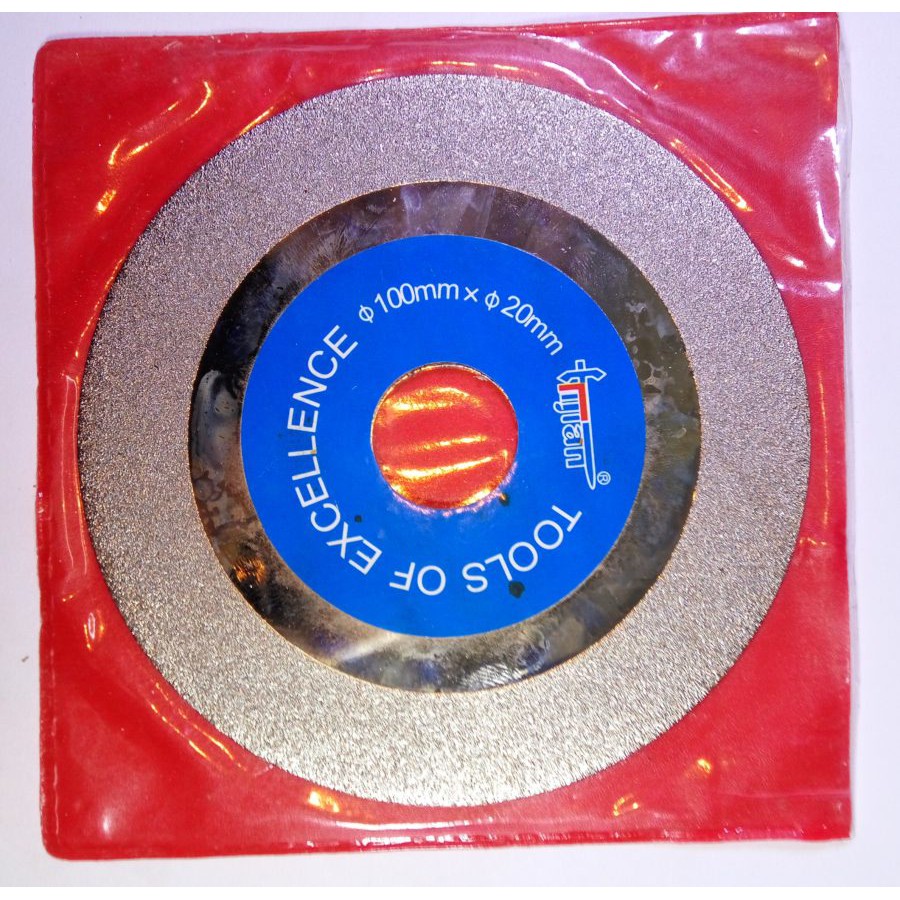 Φ100mm × Φ20mm
®
TOOLS OF EXCELLENCE